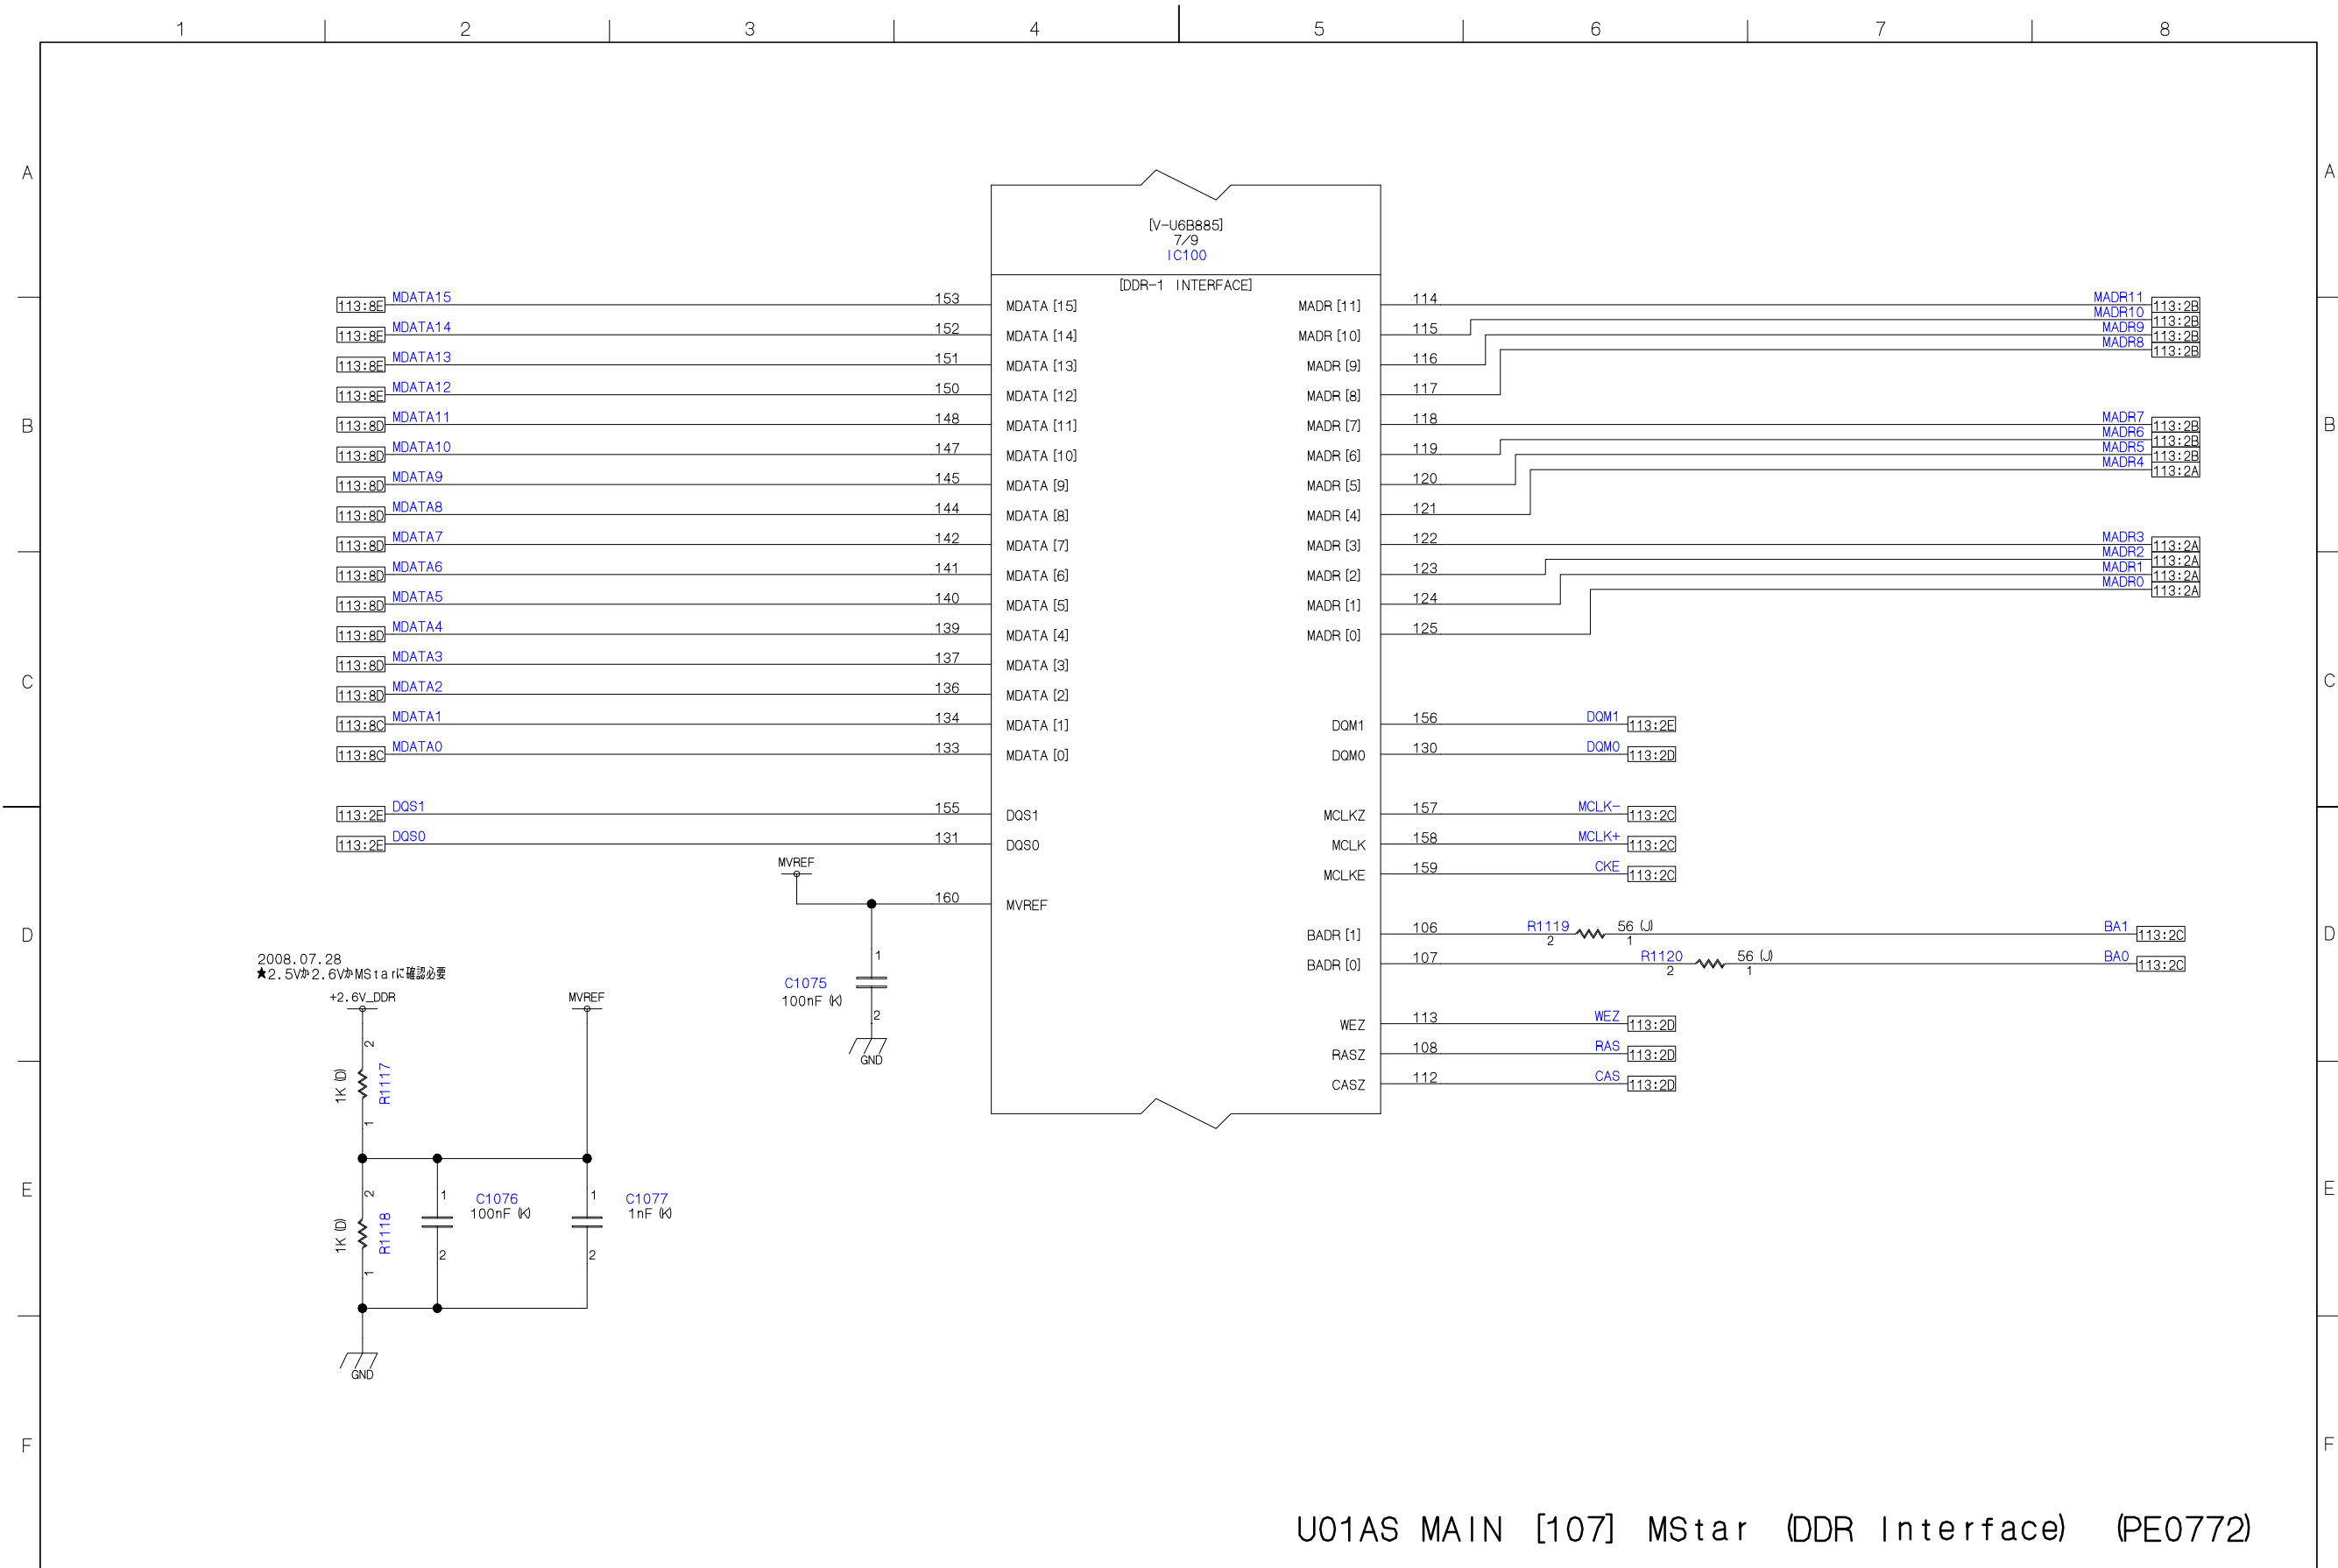 1 2 3 4 5 6 7 8
A A
[V-U6B885]
7/9
IC100
[DDR-1 INTERFACE]
113:8E MDATA15 153 MDATA [15] MADR [11] 114 MADR11 113:2B
MADR10 113:2B
113:8E MDATA14 152 MDATA [14] MADR [10] 115 MADR9 113:2B
MADR8 113:2B
113:8E MDATA13 151 MDATA [13] MADR [9] 116
113:8E MDATA12 150 MDATA [12] MADR [8] 117
B B
113:8D MDATA11 148 MDATA [11] MADR [7] 118 MADR7 113:2B
MADR6 113:2B
113:8D MDATA10 147 MDATA [10] MADR [6] 119 MADR5 113:2B
MADR4 113:2A
113:8D MDATA9 145 MDATA [9] MADR [5] 120
113:8D MDATA8 144 MDATA [8] MADR [4] 121
113:8D MDATA7 142 MDATA [7] MADR [3] 122 MADR3 113:2A
MADR2 113:2A
113:8D MDATA6 141 MDATA [6] MADR [2] 123 MADR1 113:2A
MADR0 113:2A
113:8D MDATA5 140 MDATA [5] MADR [1] 124
113:8D MDATA4 139 MDATA [4] MADR [0] 125
113:8D MDATA3 137 MDATA [3]
C C
113:8D MDATA2 136 MDATA [2]
113:8C MDATA1 134 MDATA [1] DQM1 156 DQM1 113:2E
113:8C MDATA0 133 MDATA [0] DQM0 130 DQM0 113:2D
113:2E DQS1 155 DQS1 MCLKZ 157 MCLK- 113:2C
113:2E DQS0 131 DQS0 MCLK 158 MCLK+ 113:2C
MVREF
MCLKE 159 CKE 113:2C
160 MVREF
D D
BADR [1] 106 R1119 2 56 (J) 1 BA1 113:2C
BADR [0] 107 R1120 2 56 (J) 1 BA0 113:2C
2008.07.28
★2.5Vか2.6VかMStarに確認必要
+2.6V_DDR MVREF
1
C1075
100nF (K)
2
GND
WEZ 113 WEZ 113:2D
RASZ 108 RAS 113:2D
CASZ 112 CAS 113:2D
2
1K (D) R1117
1
E E
2 1 C1076 1 C1077
100nF (K) 1nF (K)
1K (D) R1118
2 2
1
GND
F F
U01AS MAIN [107] MStar (DDR Interface) (PE0772)